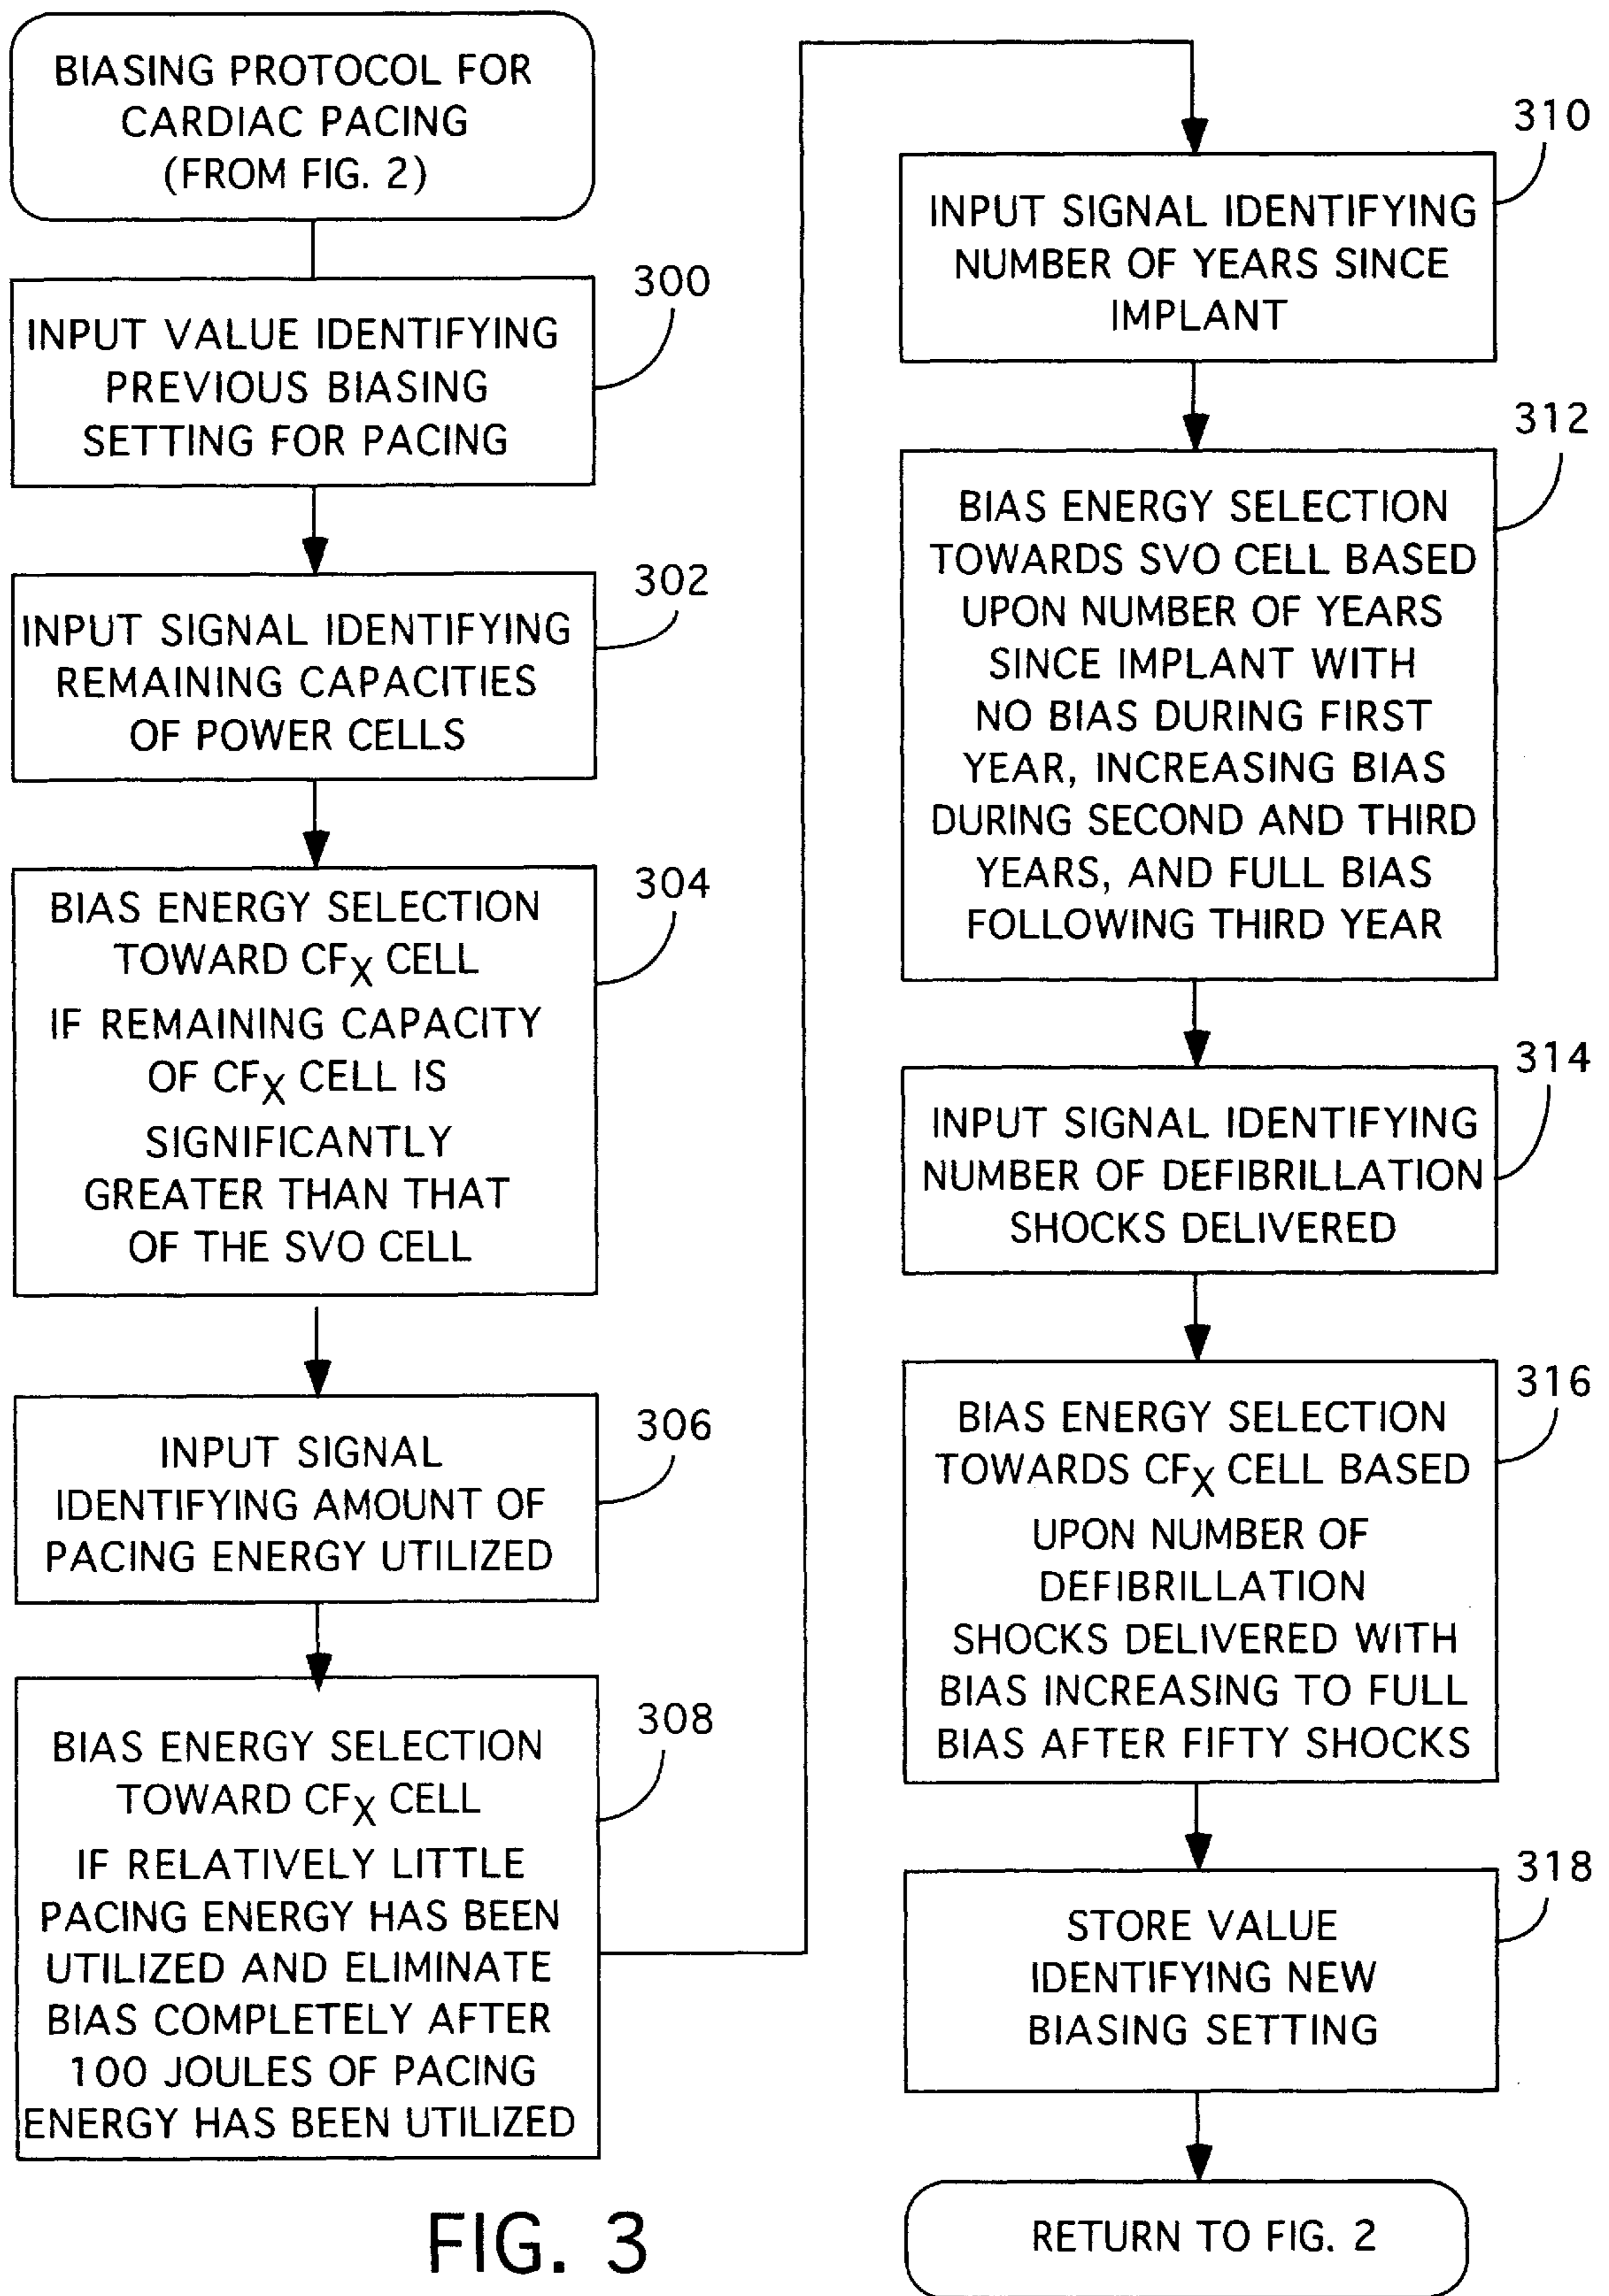 BIASING PROTOCOL FOR
CARDIAC PACING
(FROM FIG. 2)
300
INPUT VALUE IDENTIFYING
PREVIOUS BIASING
SETTING FOR PACING
302
INPUT SIGNAL IDENTIFYING
REMAINING CAPACITIES
OF POWER CELLS
304
BIAS ENERGY SELECTION
TOWARD CFX CELL
IF REMAINING CAPACITY
OF CFX CELL IS
SIGNIFICANTLY
GREATER THAN THAT
OF THE SVO CELL
306
INPUT SIGNAL
IDENTIFYING AMOUNT OF
PACING ENERGY UTILIZED
308
BIAS ENERGY SELECTION
TOWARD CFX CELL
IF RELATIVELY LITTLE
PACING ENERGY HAS BEEN
UTILIZED AND ELIMINATE
BIAS COMPLETELY AFTER
100 JOULES OF PACING
ENERGY HAS BEEN UTILIZED
310
INPUT SIGNAL IDENTIFYING
NUMBER OF YEARS SINCE
IMPLANT
312
BIAS ENERGY SELECTION
TOWARDS SVO CELL BASED
UPON NUMBER OF YEARS
SINCE IMPLANT WITH
NO BIAS DURING FIRST
YEAR, INCREASING BIAS
DURING SECOND AND THIRD
YEARS, AND FULL BIAS
FOLLOWING THIRD YEAR
314
INPUT SIGNAL IDENTIFYING
NUMBER OF DEFIBRILLATION
SHOCKS DELIVERED
316
BIAS ENERGY SELECTION
TOWARDS CFX CELL BASED
UPON NUMBER OF
DEFIBRILLATION
SHOCKS DELIVERED WITH
BIAS INCREASING TO FULL
BIAS AFTER FIFTY SHOCKS
318
STORE VALUE
IDENTIFYING NEW
BIASING SETTING
RETURN TO FIG. 2
FIG. 3